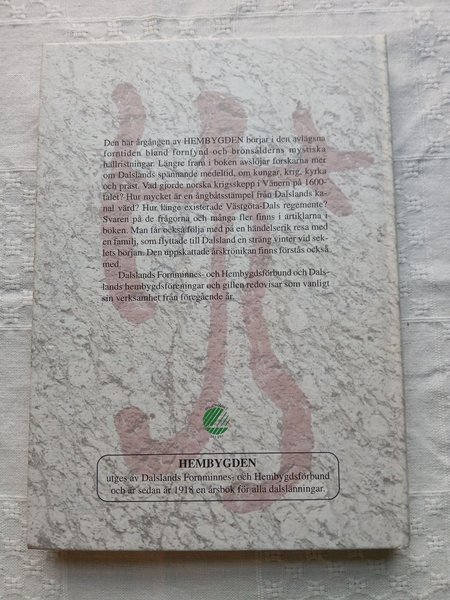 Den här årgången av HEMBYGDEN börjar i den avlägsna
forntiden bland fornfynd och bronsålderns mystiska
hällristningar. Längre fram i boken avslöjar forskarna mer
om Dalslands spännande medeltid, om kungar, krig, kyrka
och präst. Vad gjorde norska krigsskepp i Vänern på 1600-
talet? Hur mycket är en ångbåtsstämpel från Dalslands ka-
nal värd? Hur länge existerade Västgöta-Dals regemente?
Svaren på de frågorna och många fler finns i artiklarna i
boken. Man får också följa med på en händelserik resa med
en familj, som flyttade till Dalsland en sträng vinter vid sek-
lets början. Den uppskattade årskrönikan finns förstås också
med.
Dalslands Fornminnes- och Hembygdsförbund och Dals-
lands hembygdsföreningar och gillen redovisar som vanligt
sin verksamhet från föregående år.
HEMBYGDEN
utges av Dalslands Fornminnes- och Hembygdsförbund
och är sedan år 1918 en årsbok för alla dalslänningar.